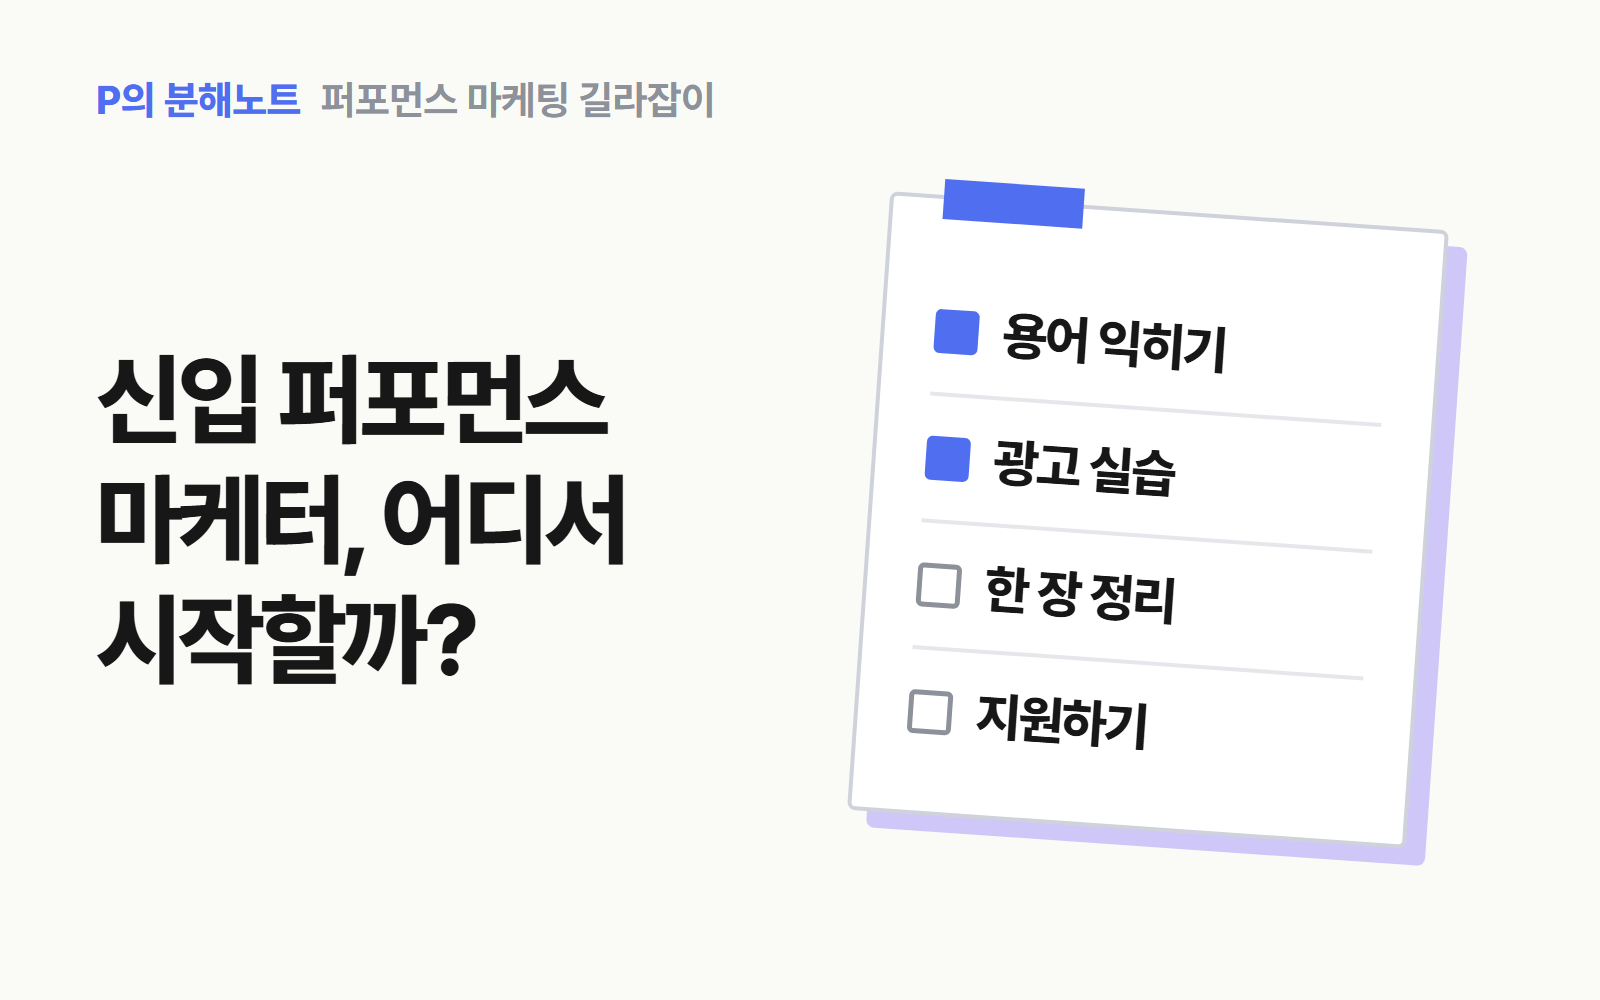 P의 분해노트 퍼포먼스 마케팅 길라잡이
신입 퍼포먼스
마케터, 어디서
시작할까?
용어 익히기
광고 실습
한 장 정리
지원하기